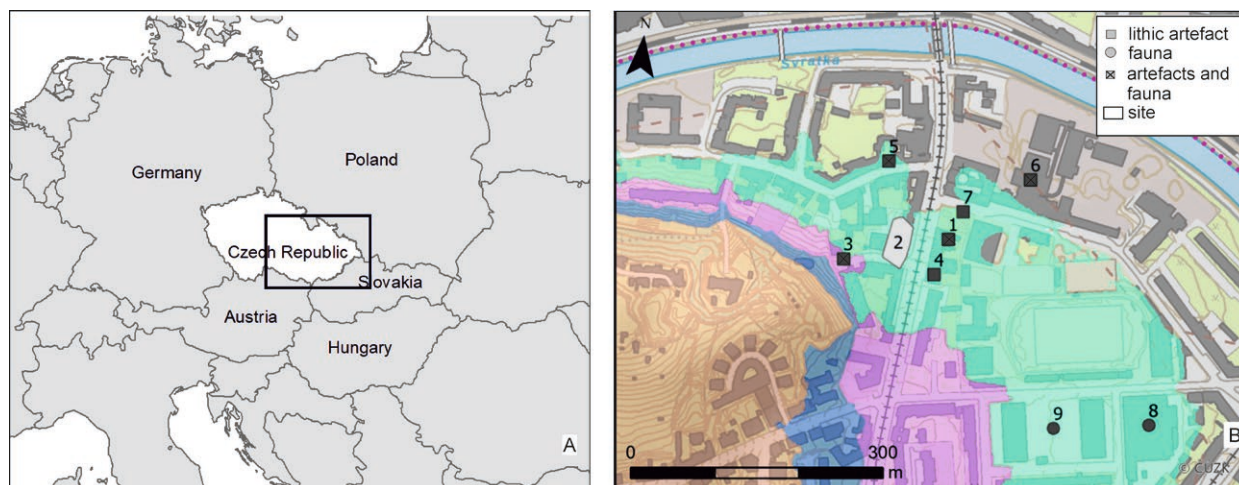 Germany
Poland
Czech Republic
Slovakia
Austria
Hungary
A
N
Svratka
lithic artefact
fauna
artefacts and
fauna
site
5
6
7
1
2
3
4
9
8
0
300
m
B
© ČÚZK